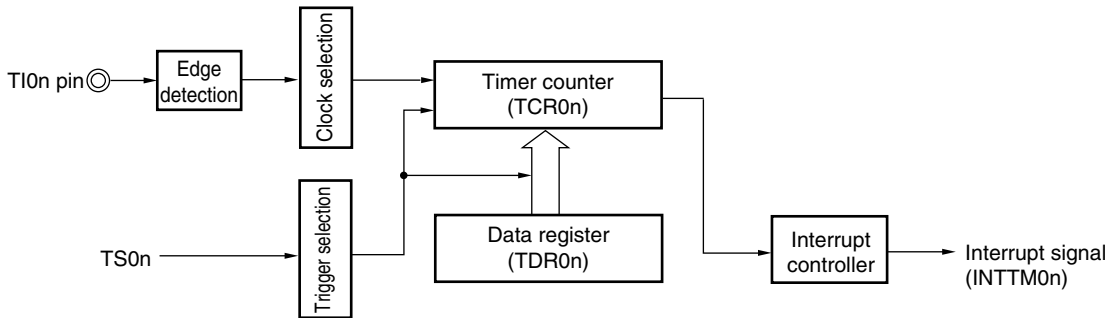 TI0n pin
Edge
detection
Clock selection
Timer counter
(TCR0n)
TS0n
Trigger selection
Data register
(TDR0n)
Interrupt
controller
Interrupt signal
(INTTM0n)